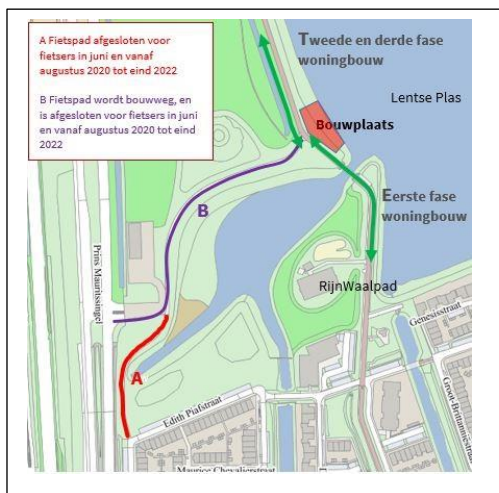 A Fietspad afgesloten voor
fietsers in juni en vanaf
augustus 2020 tot eind
2022
B Fietspad wordt bouwweg, en
is afgesloten voor fietsers in juni
en vanaf augustus 2020 tot eind
2022
Tweede en derde fase
woningbouw
Lentse Plas
Bouwplaats
Eerste fase
woningbouw
B
Prins Mauritssingel
RijnWaalpad
A
Edith Piafstraat
Genesisstraat
Groot-Brittanniëstraat
Maurice Chevalierstraat